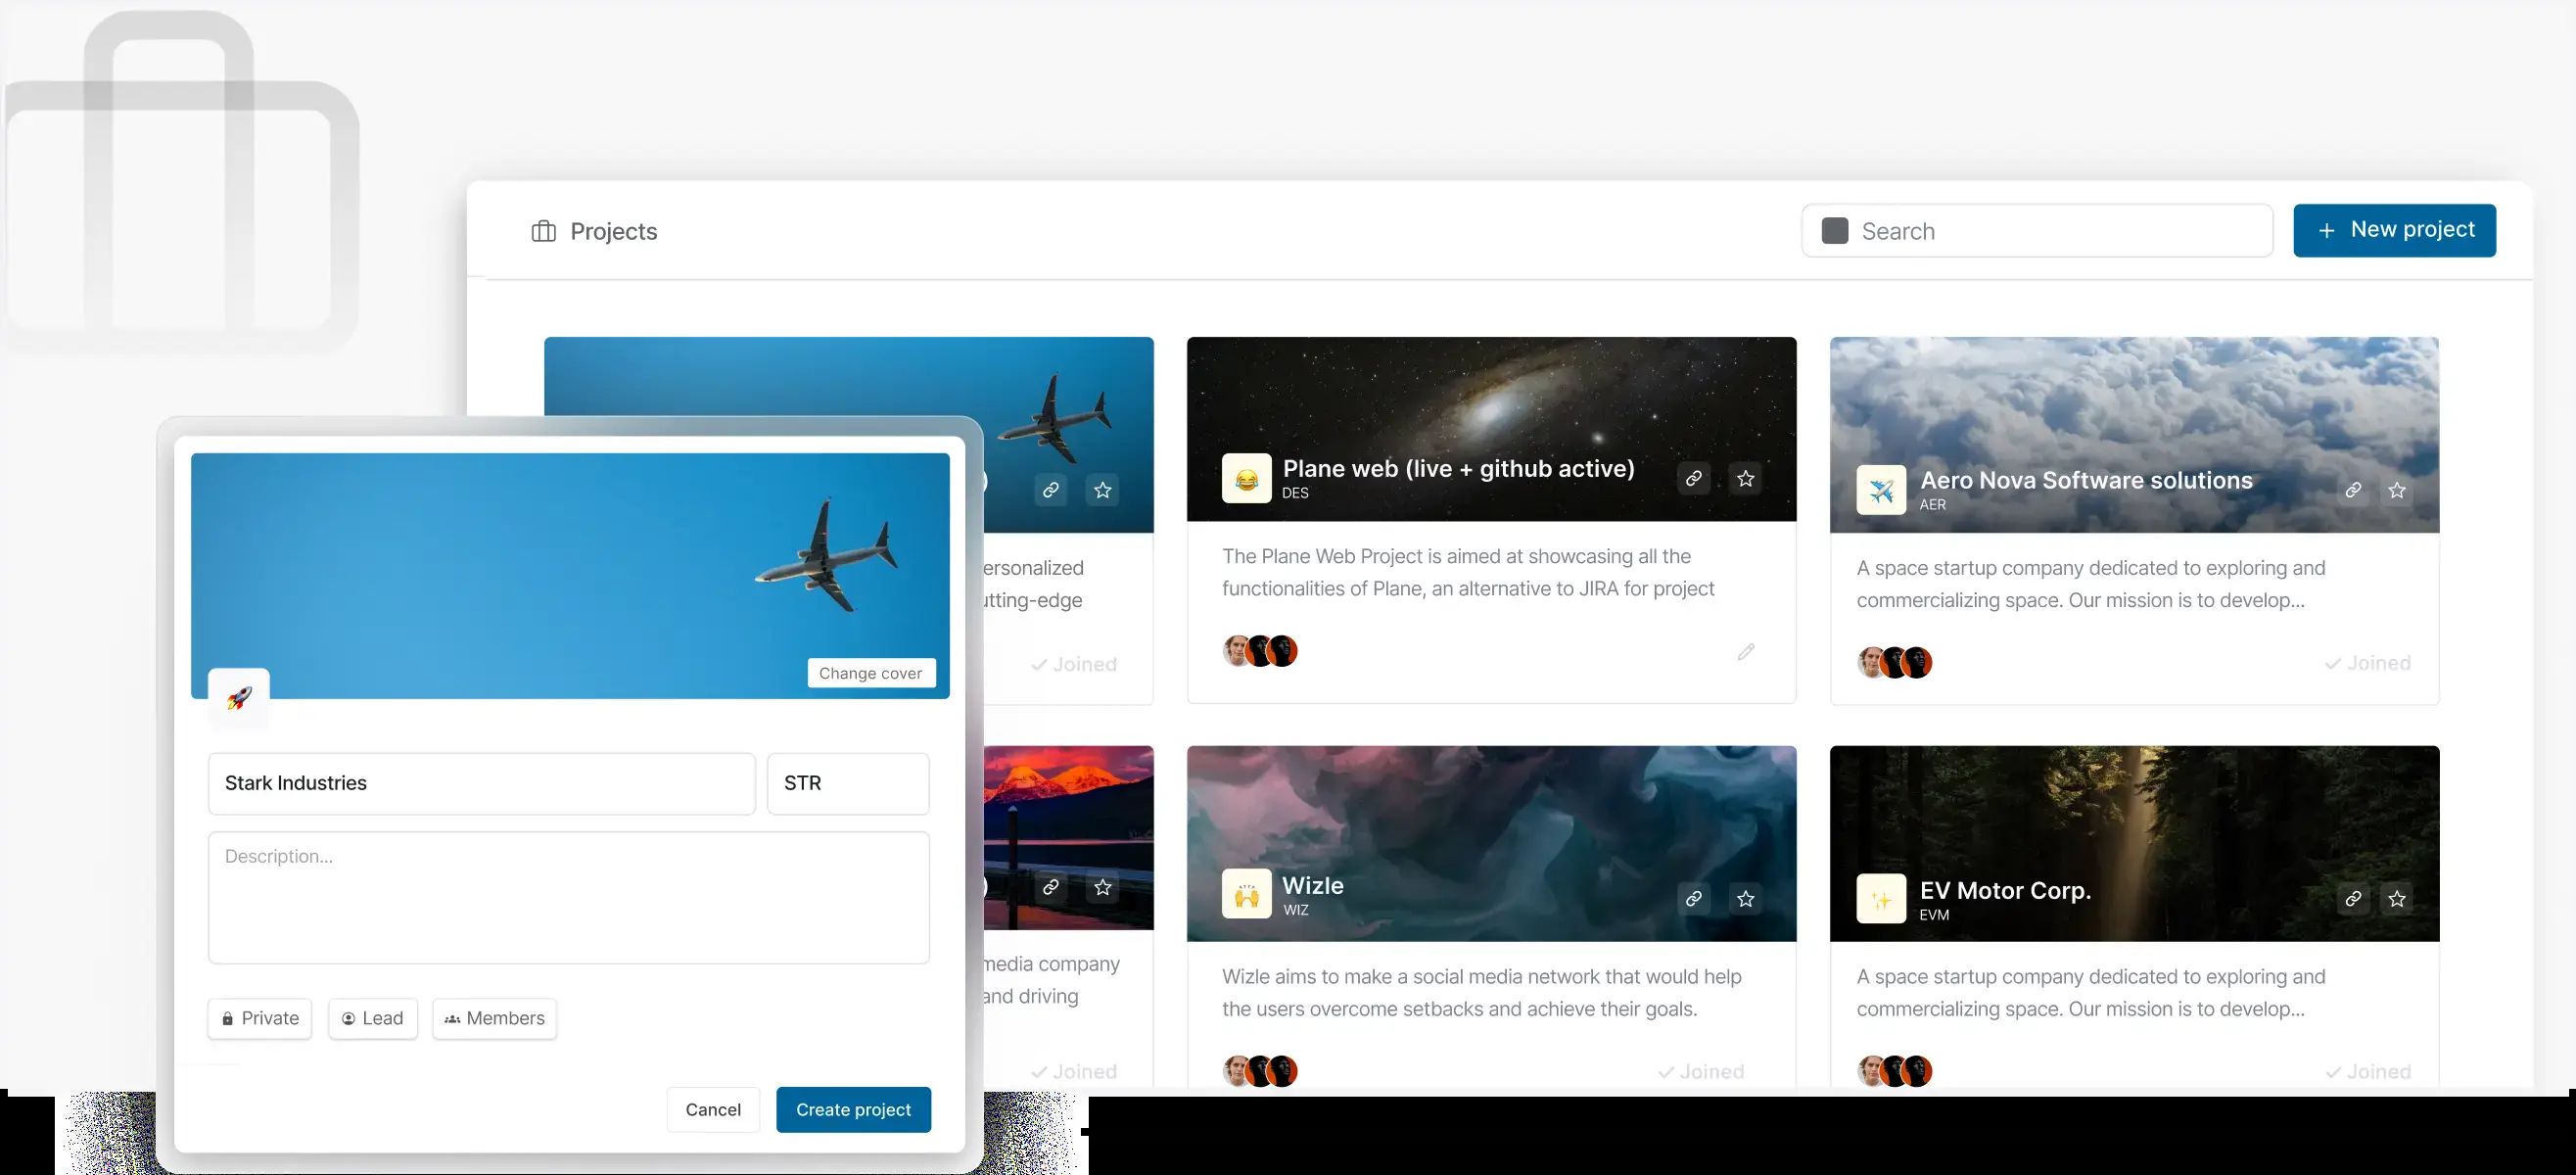 Projects
Search
+ New project
Plane web (live + github active)
DES
Aero Nova Software solutions
AER
The Plane Web Project is aimed at showcasing all the
functionalities of Plane, an alternative to JIRA for project
A space startup company dedicated to exploring and
commercializing space. Our mission is to develop...
Joined
Joined
Change cover
Stark Industries
STR
Description...
Private
Lead
Members
Cancel
Create project
media company
and driving
Joined
Wizle
WIZ
Wizle aims to make a social media network that would help
the users overcome setbacks and achieve their goals.
Joined
EV Motor Corp.
EVM
A space startup company dedicated to exploring and
commercializing space. Our mission is to develop...
Joined